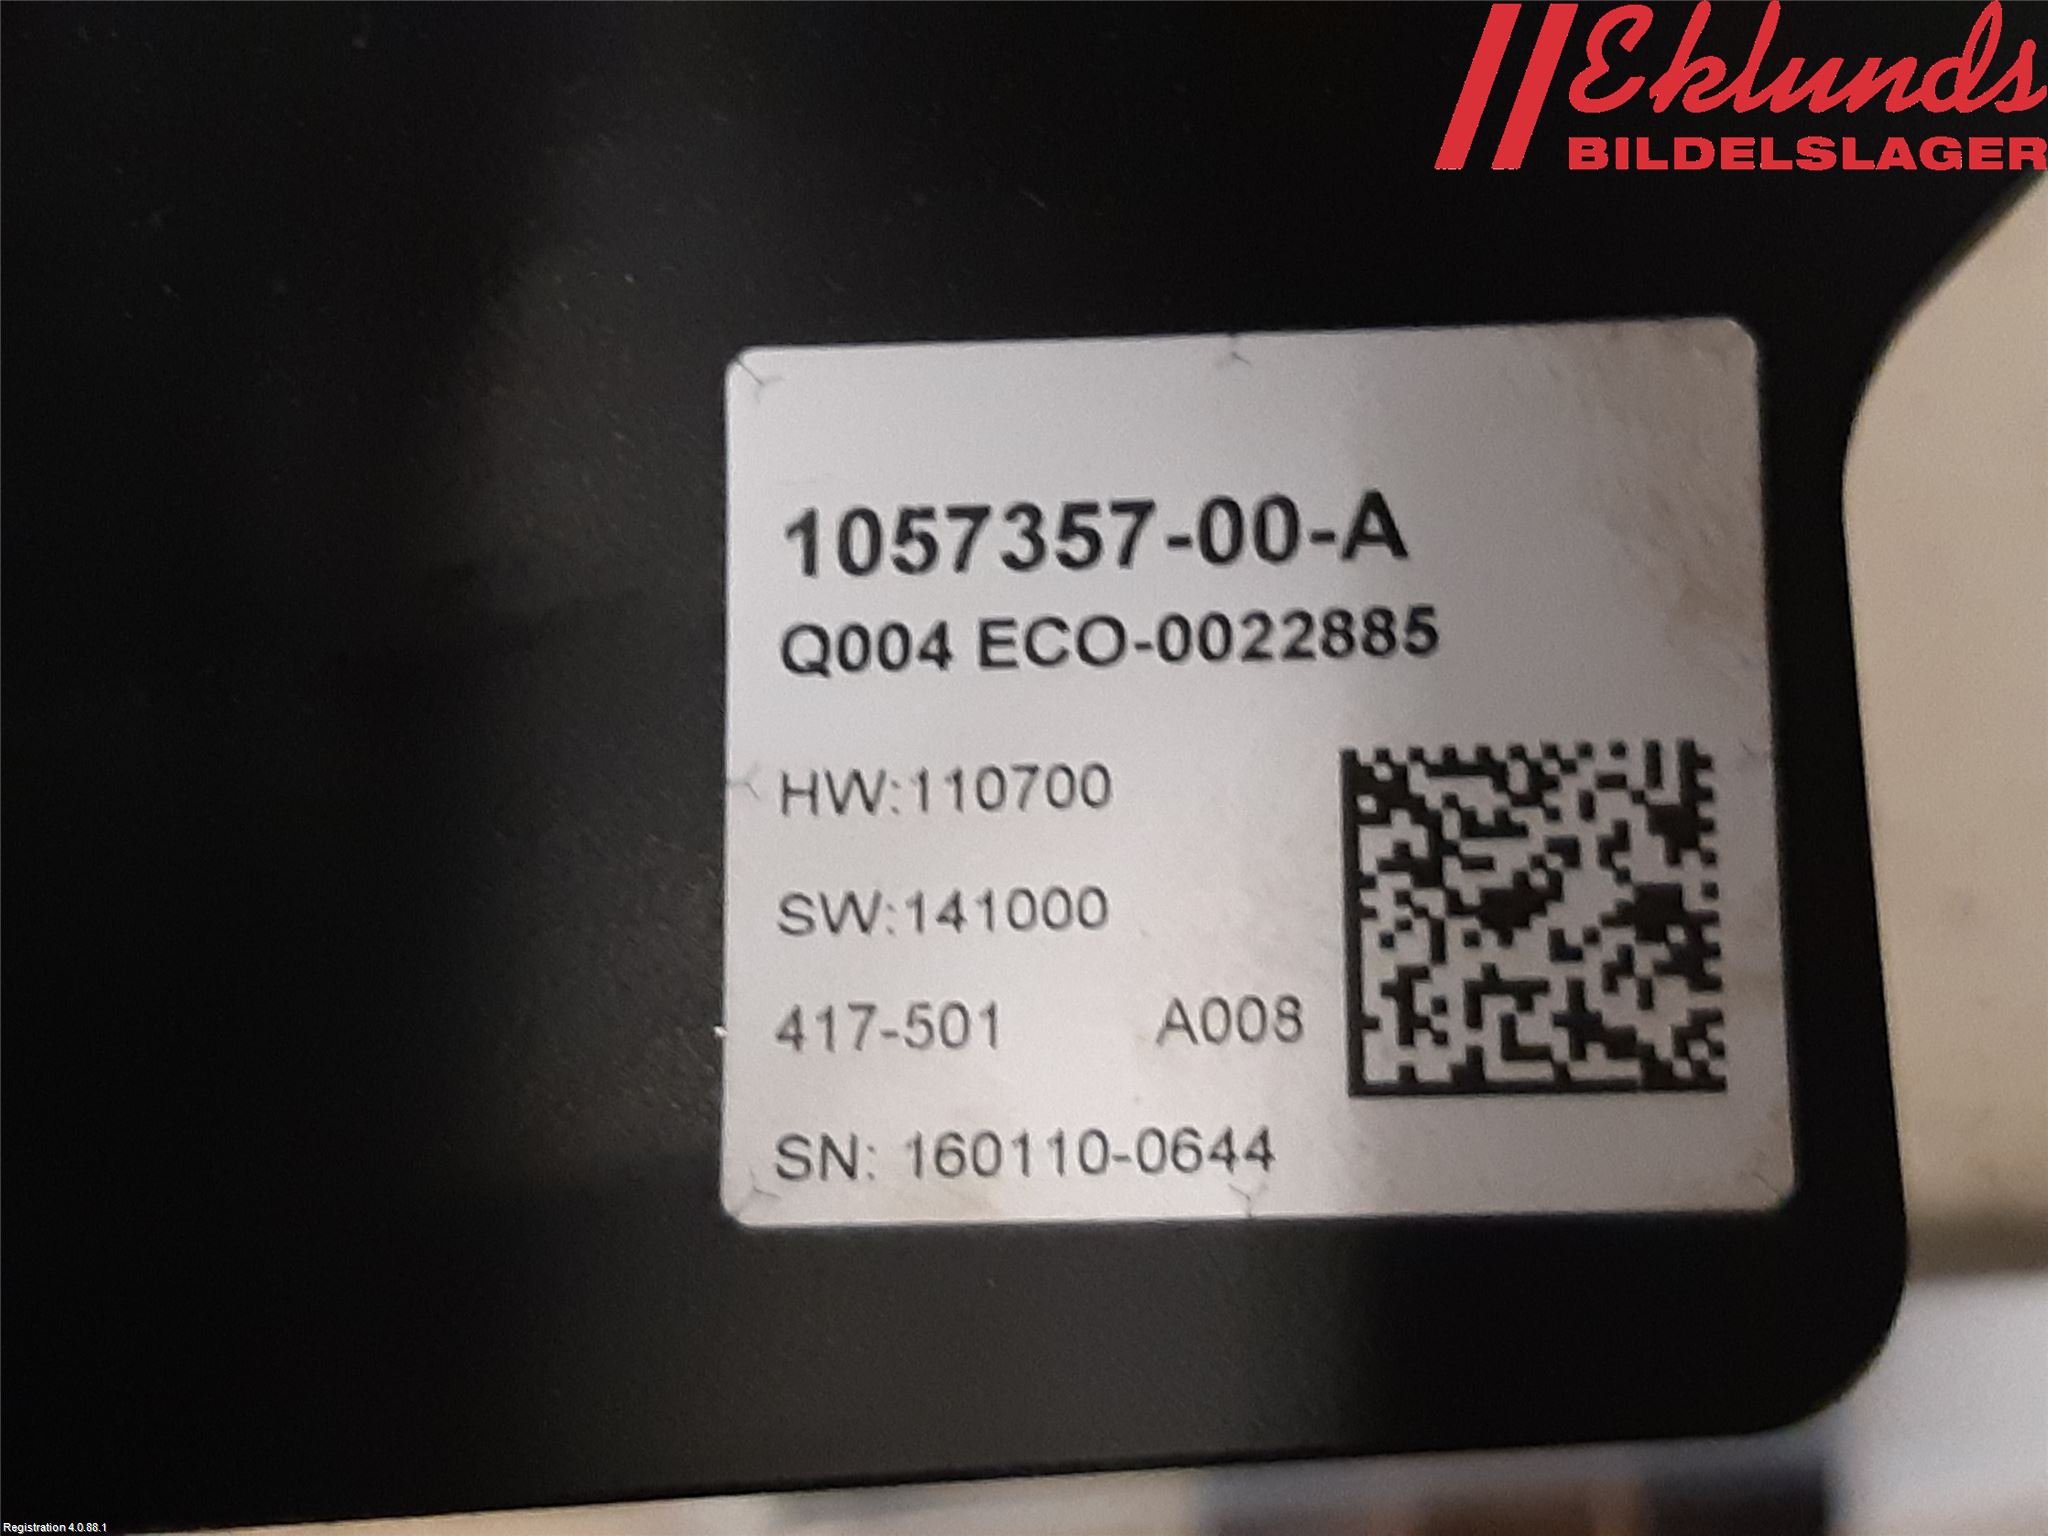 Eklunds
BILDELSLAGER
1057357-00-A
Q004 ECO-0022885
HW:110700
SW:141000
417-501 A008
SN: 160110-0644
Registration 4.0.88.1